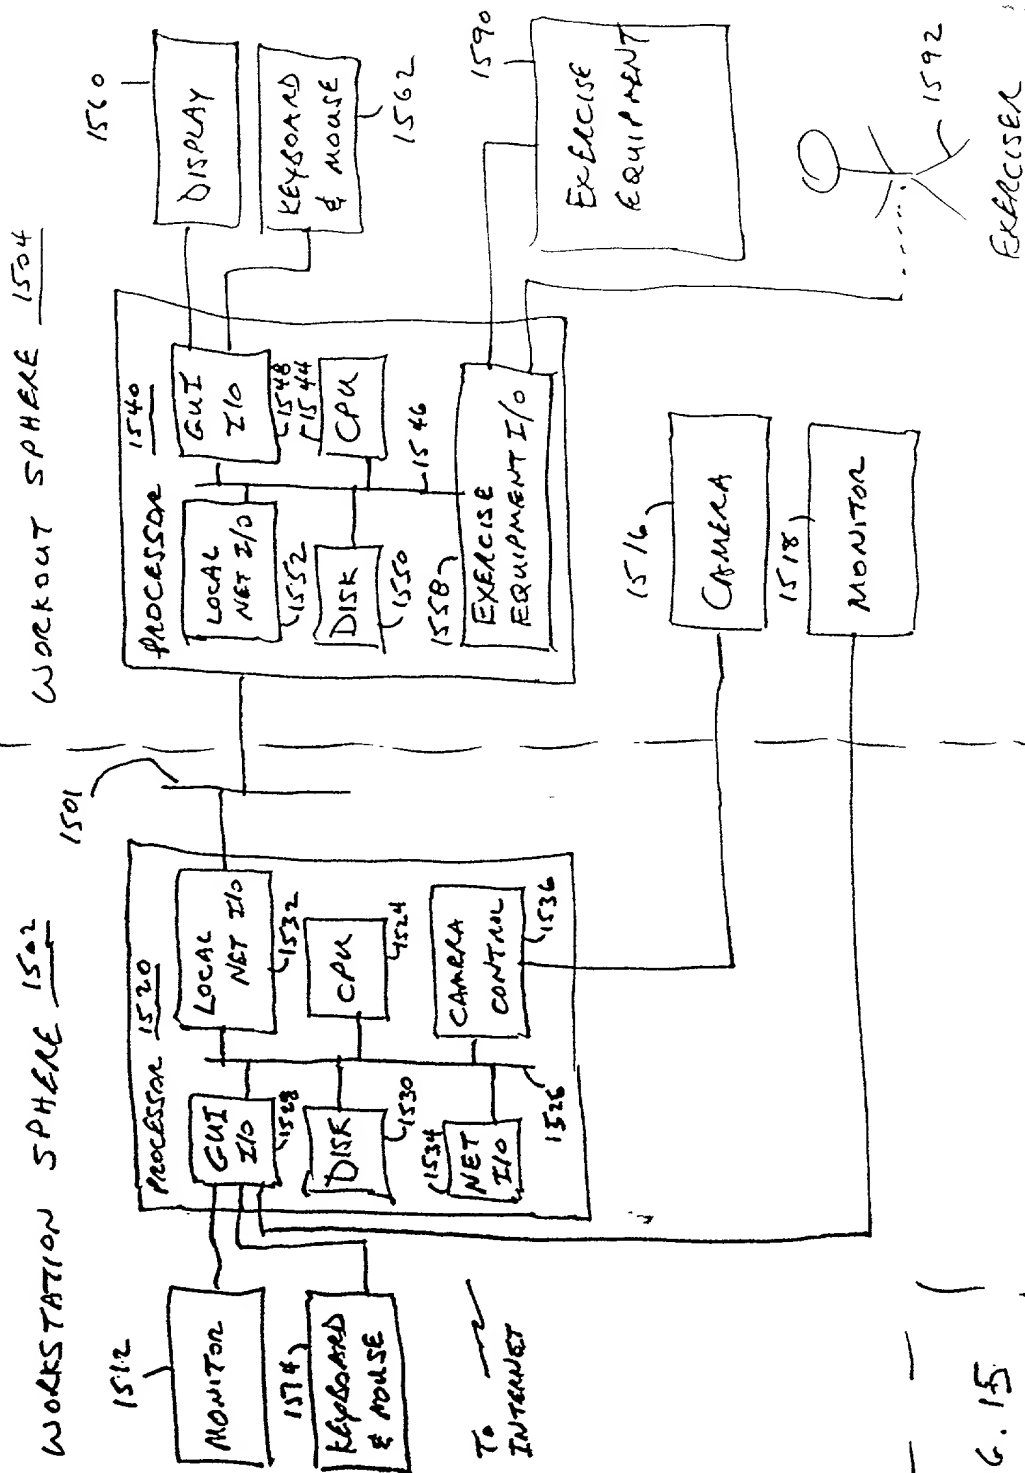 WORKSTATION SPHERE 1502
WORKOUT SPHERE 1504
1512
MONITOR
1514
KEYBOARD
& MOUSE
TO
INTERNET
PROCESSOR 1520
GUI
I/O
1528
LOCAL
NET I/O
1532
DISK
1530
CPU
1524
1534
NET
I/O
CAMERA
CONTROL
1536
1526
1501
PROCESSOR 1540
LOCAL
NET I/O
1552
GUI
I/O
1548
1544
DISK
1550
CPU
1546
1558
EXERCISE
EQUIPMENT I/O
1560
DISPLAY
KEYBOARD
& MOUSE
1562
1590
EXERCISE
EQUIPMENT
1592
EXERCISER
1516
CAMERA
1518
MONITOR
G. 15